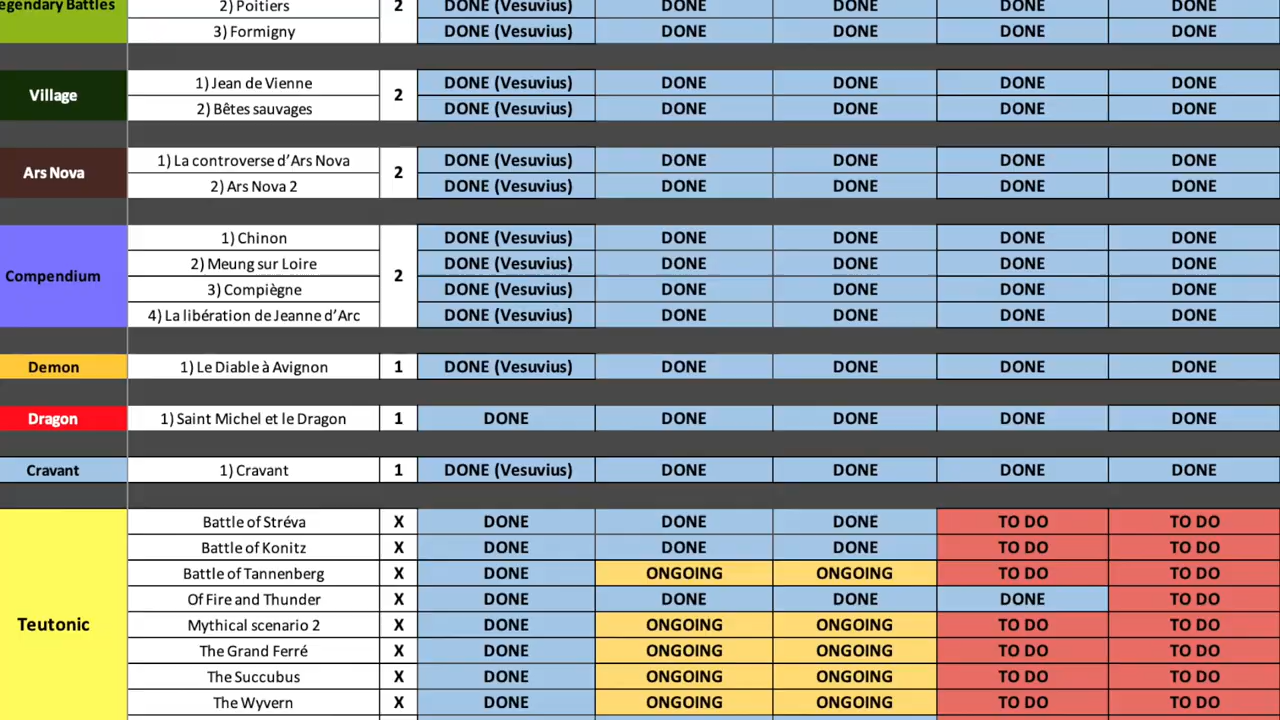 egendary Battles 2) Poitiers 2 DONE (Vesuvius) DONE DONE DONE DONE
3) Formigny DONE (Vesuvius) DONE DONE DONE DONE
Village 1) Jean de Vienne 2 DONE (Vesuvius) DONE DONE DONE DONE
2) Bêtes sauvages DONE (Vesuvius) DONE DONE DONE DONE
Ars Nova 1) La controverse d’Ars Nova 2 DONE (Vesuvius) DONE DONE DONE DONE
2) Ars Nova 2 DONE (Vesuvius) DONE DONE DONE DONE
Compendium 1) Chinon 2 DONE (Vesuvius) DONE DONE DONE DONE
2) Meung sur Loire DONE (Vesuvius) DONE DONE DONE DONE
3) Compiègne DONE (Vesuvius) DONE DONE DONE DONE
4) La libération de Jeanne d’Arc DONE (Vesuvius) DONE DONE DONE DONE
Demon 1) Le Diable à Avignon 1 DONE (Vesuvius) DONE DONE DONE DONE
Dragon 1) Saint Michel et le Dragon 1 DONE DONE DONE DONE DONE
Cravant 1) Cravant 1 DONE (Vesuvius) DONE DONE DONE DONE
Teutonic Battle of Stréva X DONE DONE DONE TO DO TO DO
Battle of Konitz X DONE DONE DONE TO DO TO DO
Battle of Tannenberg X DONE ONGOING ONGOING TO DO TO DO
Of Fire and Thunder X DONE DONE DONE DONE TO DO
Mythical scenario 2 X DONE ONGOING ONGOING TO DO TO DO
The Grand Ferré X DONE ONGOING ONGOING TO DO TO DO
The Succubus X DONE ONGOING ONGOING TO DO TO DO
The Wyvern X DONE ONGOING ONGOING TO DO TO DO